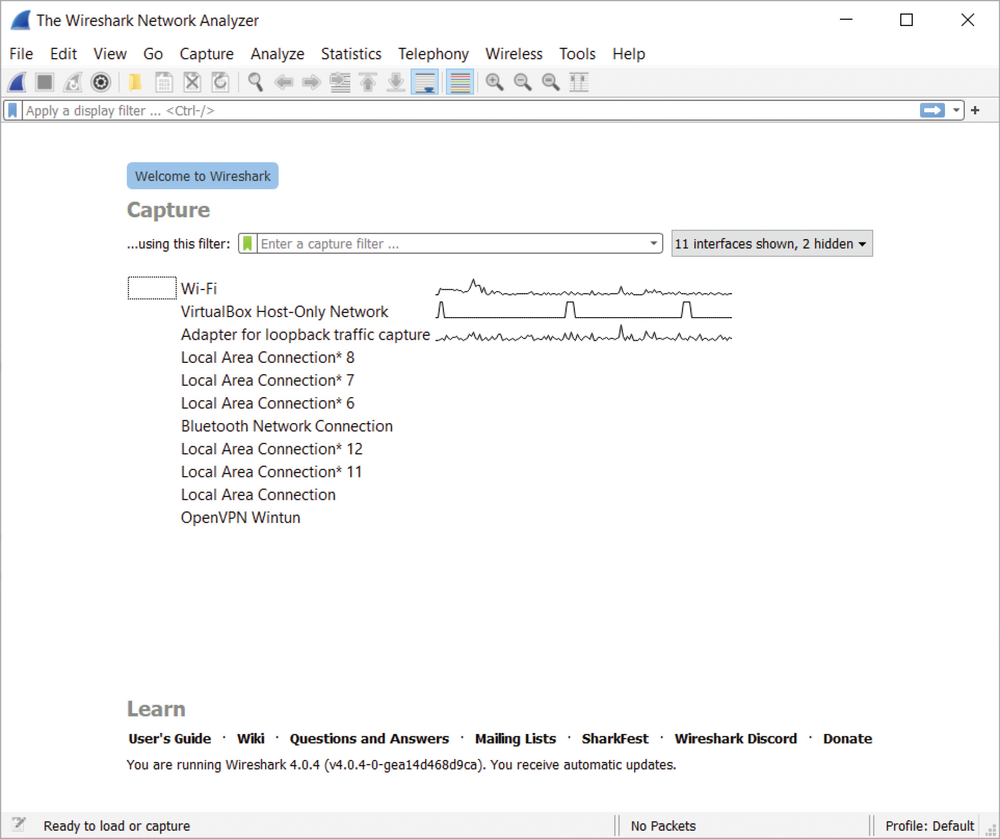 The Wireshark Network Analyzer
File Edit View Go Capture Analyze Statistics Telephony Wireless Tools Help
Apply a display filter ... <Ctrl-/>
+
Welcome to Wireshark
Capture
...using this filter: Enter a capture filter ... 11 interfaces shown, 2 hidden
Wi-Fi
VirtualBox Host-Only Network
Adapter for loopback traffic capture
Local Area Connection* 8
Local Area Connection* 7
Local Area Connection* 6
Bluetooth Network Connection
Local Area Connection* 12
Local Area Connection* 11
Local Area Connection
OpenVPN Wintun
Learn
User's Guide · Wiki · Questions and Answers · Mailing Lists · SharkFest · Wireshark Discord · Donate
You are running Wireshark 4.0.4 (v4.0.4-0-gea14d468d9ca). You receive automatic updates.
Ready to load or capture No Packets Profile: Default